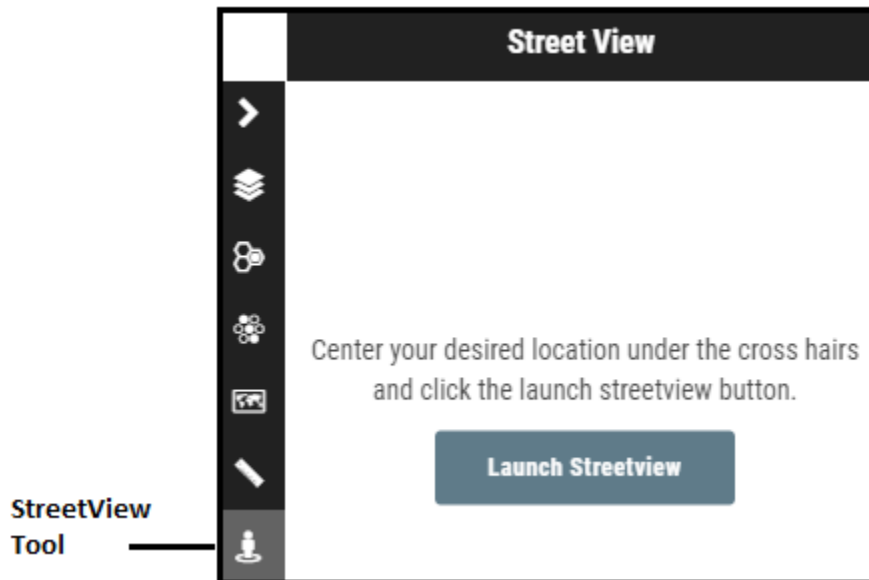 Street View
Center your desired location under the cross hairs
and click the launch streetview button.
Launch Streetview
StreetView
Tool